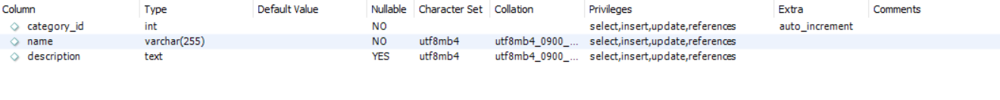 Column Type Default Value Nullable Character Set Collation Privileges Extra Comments
category_id int NO select,insert,update,references auto_increment
name varchar(255) NO utf8mb4 utf8mb4_0900_... select,insert,update,references
description text YES utf8mb4 utf8mb4_0900_... select,insert,update,references